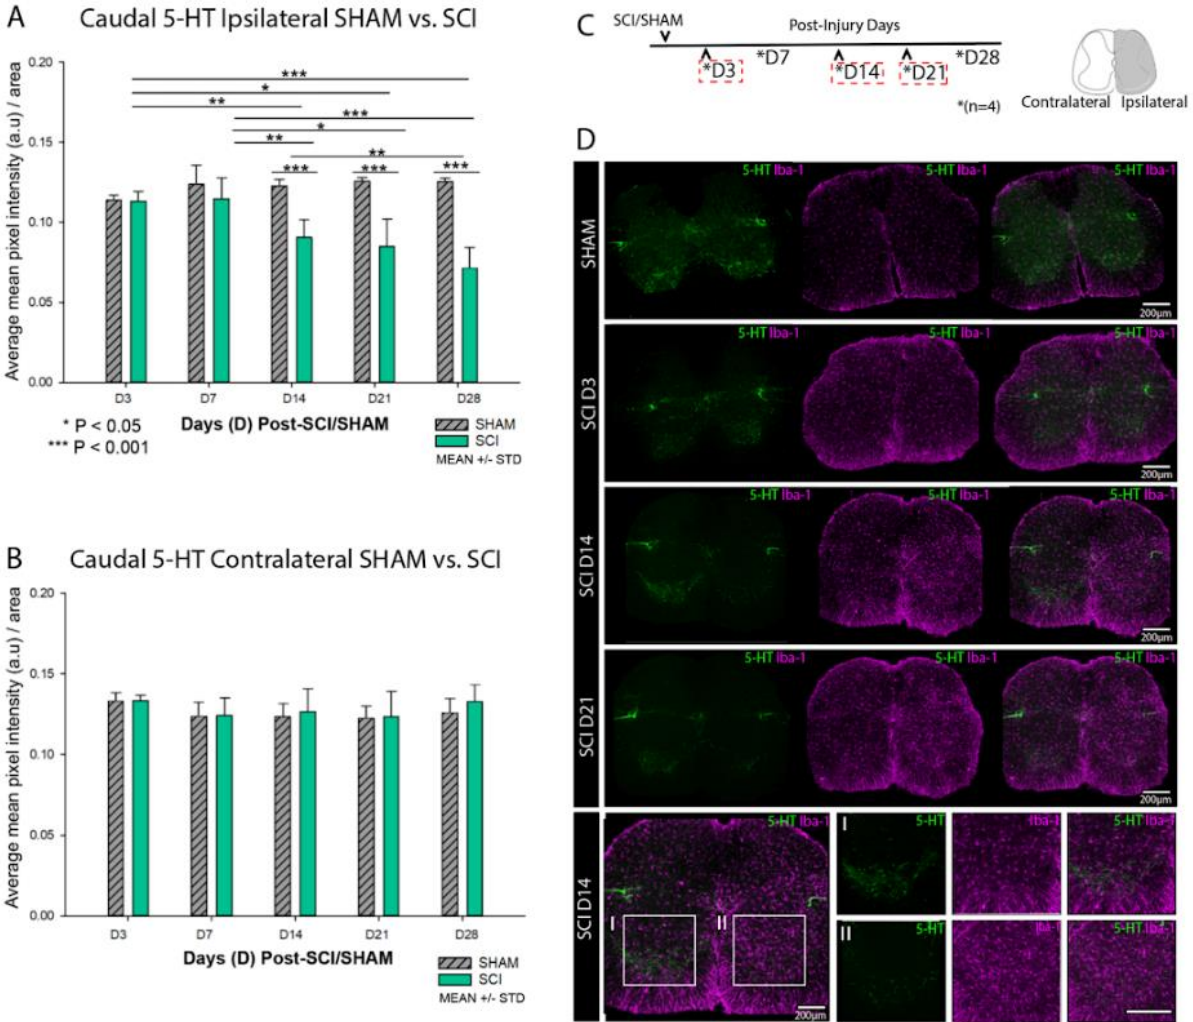 A
Caudal 5-HT Ipsilateral SHAM vs. SCI
Average mean pixel intensity (a.u) / area
0.20
0.15
0.10
0.05
0.00
***
*
**
***
*
**
**
***
***
***
D3
D7
D14
D21
D28
Days (D) Post-SCI/SHAM
* P < 0.05
*** P < 0.001
SHAM
SCI
MEAN +/- STD
B
Caudal 5-HT Contralateral SHAM vs. SCI
Average mean pixel intensity (a.u) / area
0.20
0.15
0.10
0.05
0.00
D3
D7
D14
D21
D28
Days (D) Post-SCI/SHAM
SHAM
SCI
MEAN +/- STD
C
SCI/SHAM
Post-Injury Days
*D3
*D7
*D14
*D21
*D28
*(n=4)
Contralateral
Ipsilateral
D
SHAM
5-HT Iba-1
5-HT Iba-1
5-HT Iba-1
200µm
SCI D3
5-HT Iba-1
5-HT Iba-1
5-HT Iba-1
200µm
SCI D14
5-HT Iba-1
5-HT Iba-1
5-HT Iba-1
200µm
SCI D21
5-HT Iba-1
5-HT Iba-1
5-HT Iba-1
200µm
SCI D14
5-HT Iba-1
I
II
200µm
I
5-HT
Iba-1
5-HT Iba-1
II
5-HT
Iba-1
5-HT Iba-1